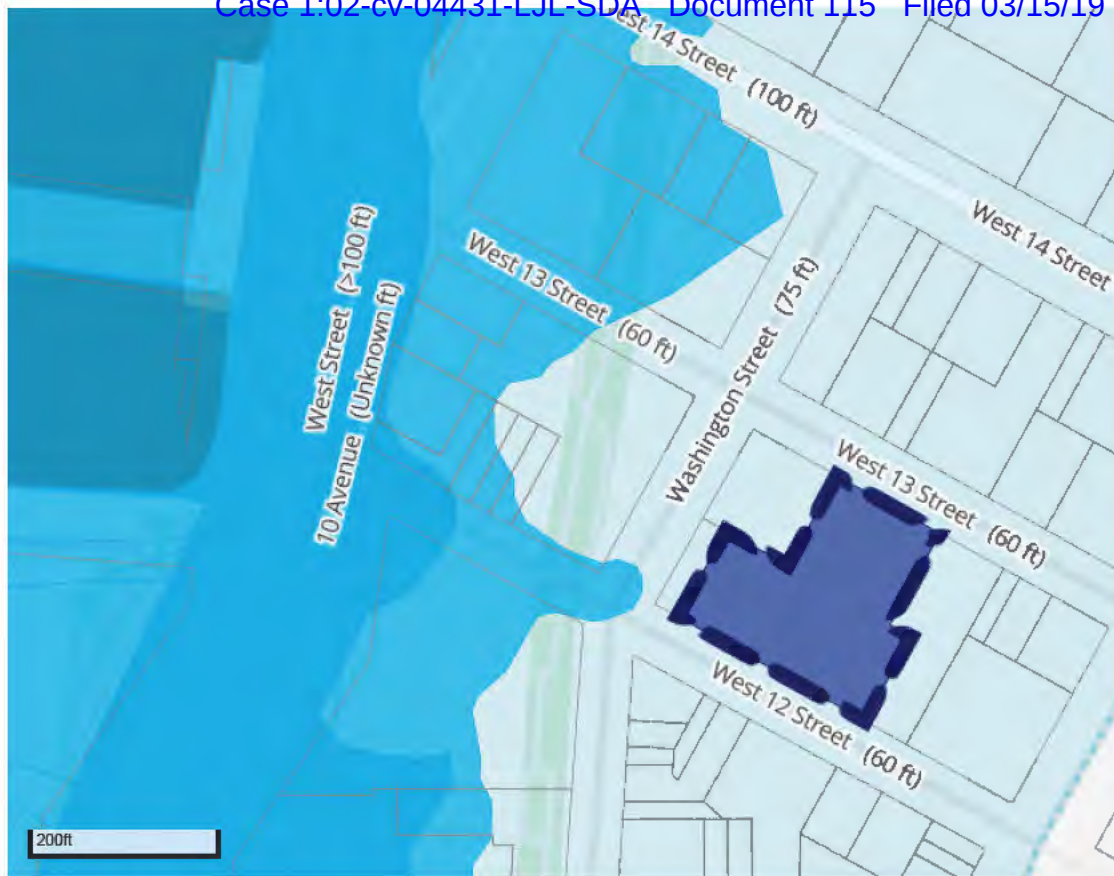 Case 1:02-cv-04431-LJL-SDA Document 115 Filed 03/15/19
West 14 Street (100 ft)
West 14 Street
West 13 Street (60 ft)
West Street (>100 ft)
10 Avenue (Unknown ft)
Washington Street (75 ft)
West 13 Street (60 ft)
West 12 Street (60 ft)
200ft